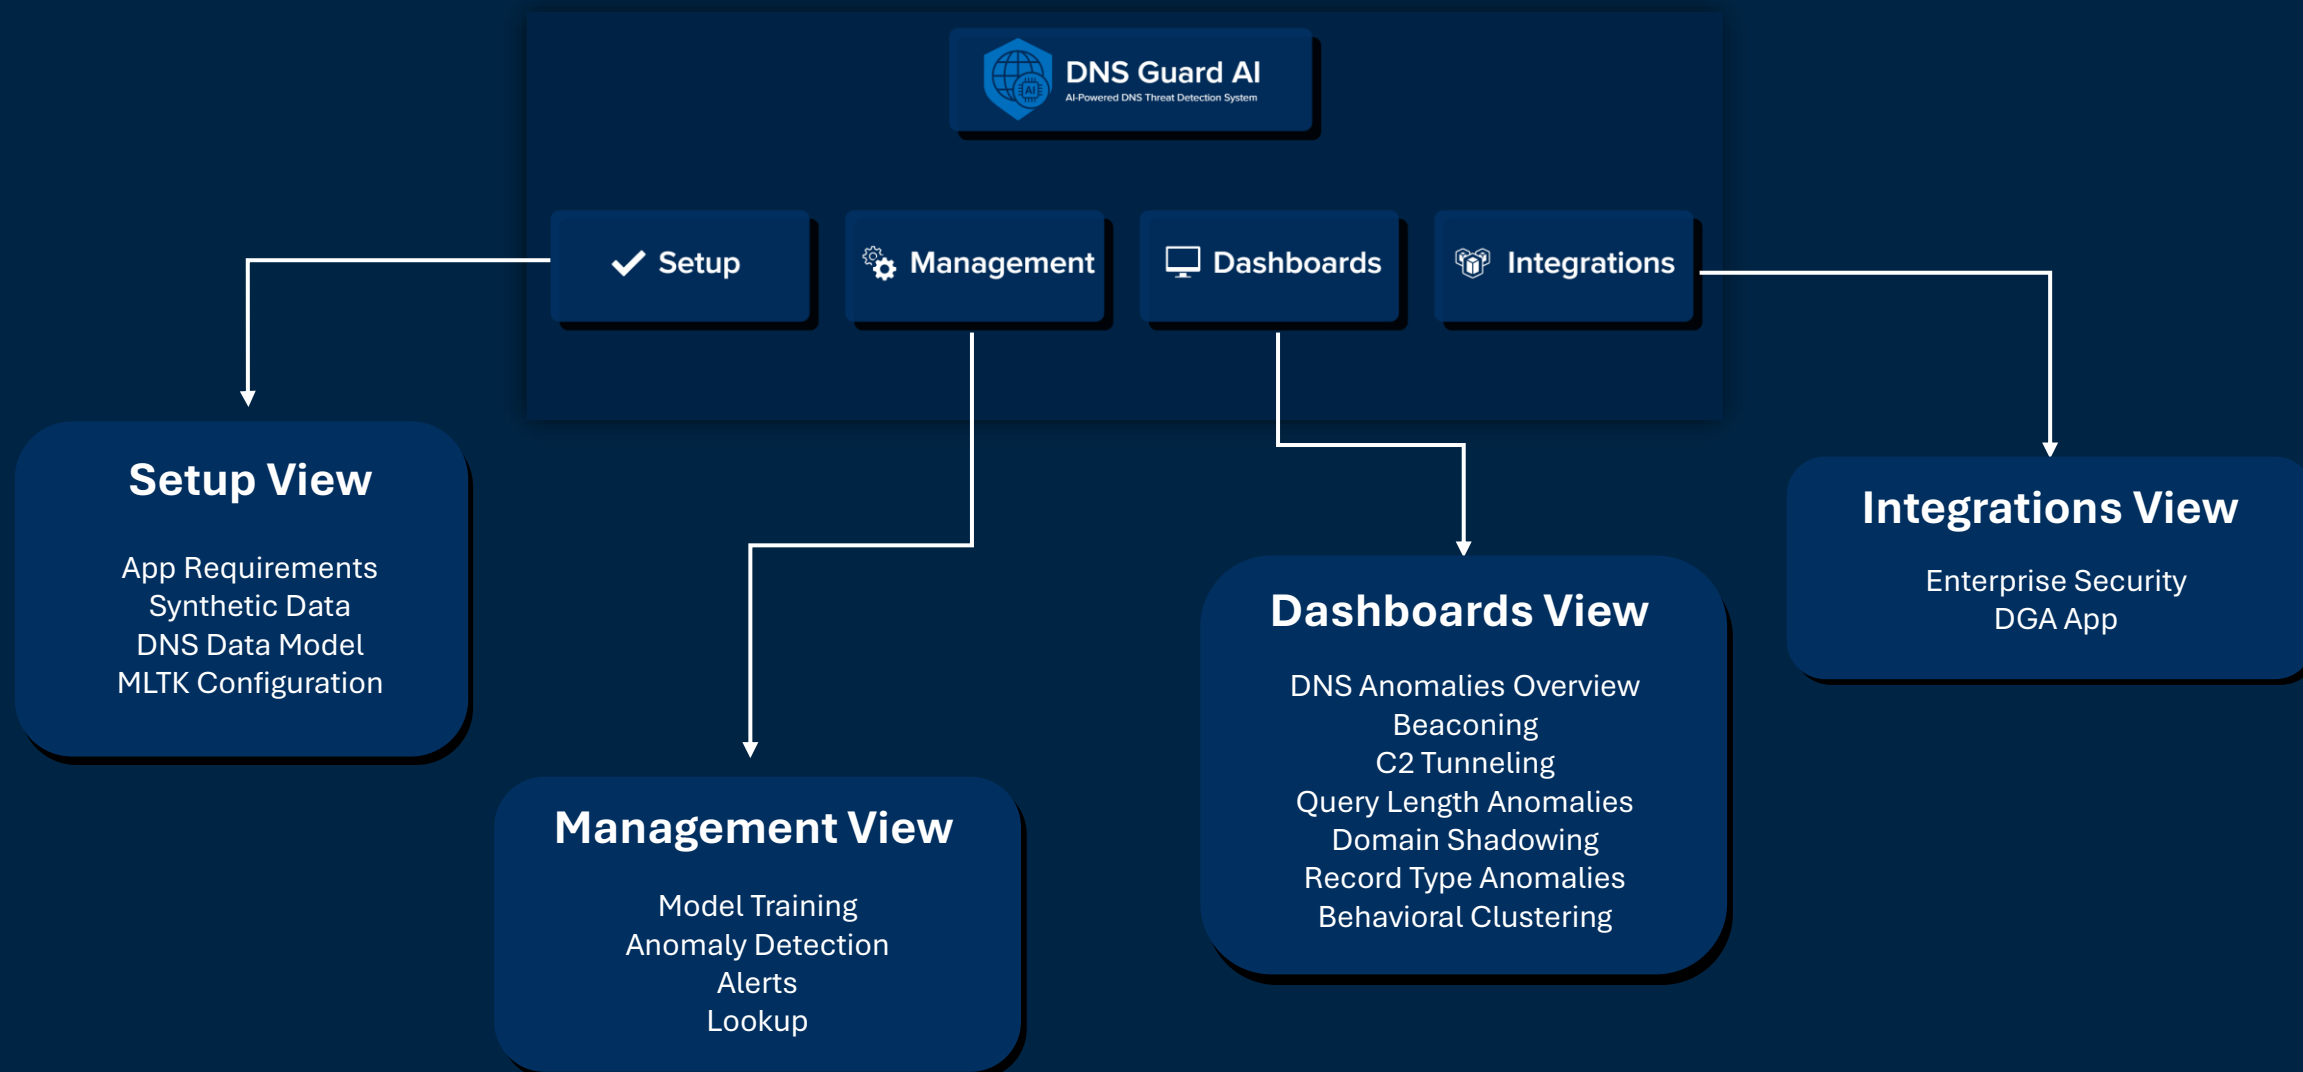 DNS Guard AI
AI-Powered DNS Threat Detection System
AI
Setup
Management
Dashboards
Integrations
Setup View
App Requirements
Synthetic Data
DNS Data Model
MLTK Configuration
Management View
Model Training
Anomaly Detection
Alerts
Lookup
Dashboards View
DNS Anomalies Overview
Beaconing
C2 Tunneling
Query Length Anomalies
Domain Shadowing
Record Type Anomalies
Behavioral Clustering
Integrations View
Enterprise Security
DGA App